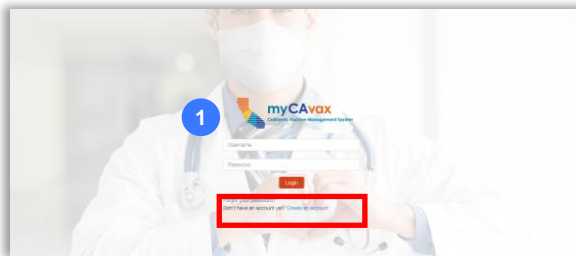 1
myCAvax
California Vaccine Management System
Username
Password
Login
Forgot your password?
Don't have an account yet? Create an account